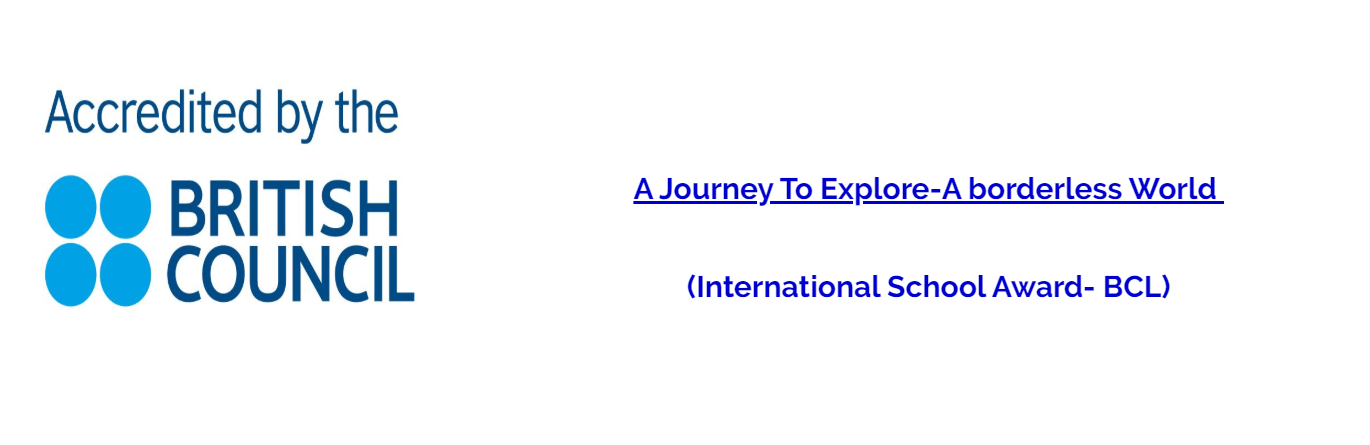 Accredited by the
BRITISH
COUNCIL
A Journey To Explore-A borderless World
(International School Award- BCL)